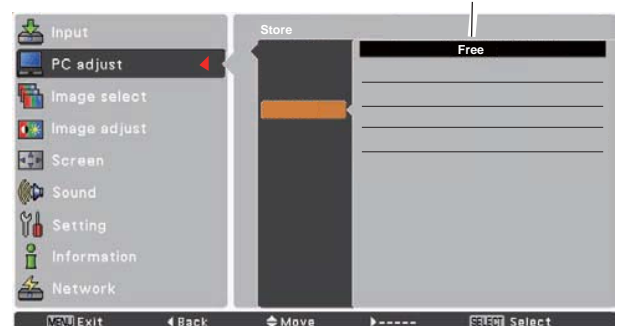 Input
Store
Free
PC adjust
Image select
Image adjust
Screen
Sound
Setting
Information
Network
MENU Exit
Back
Move
-----
SELECT Select